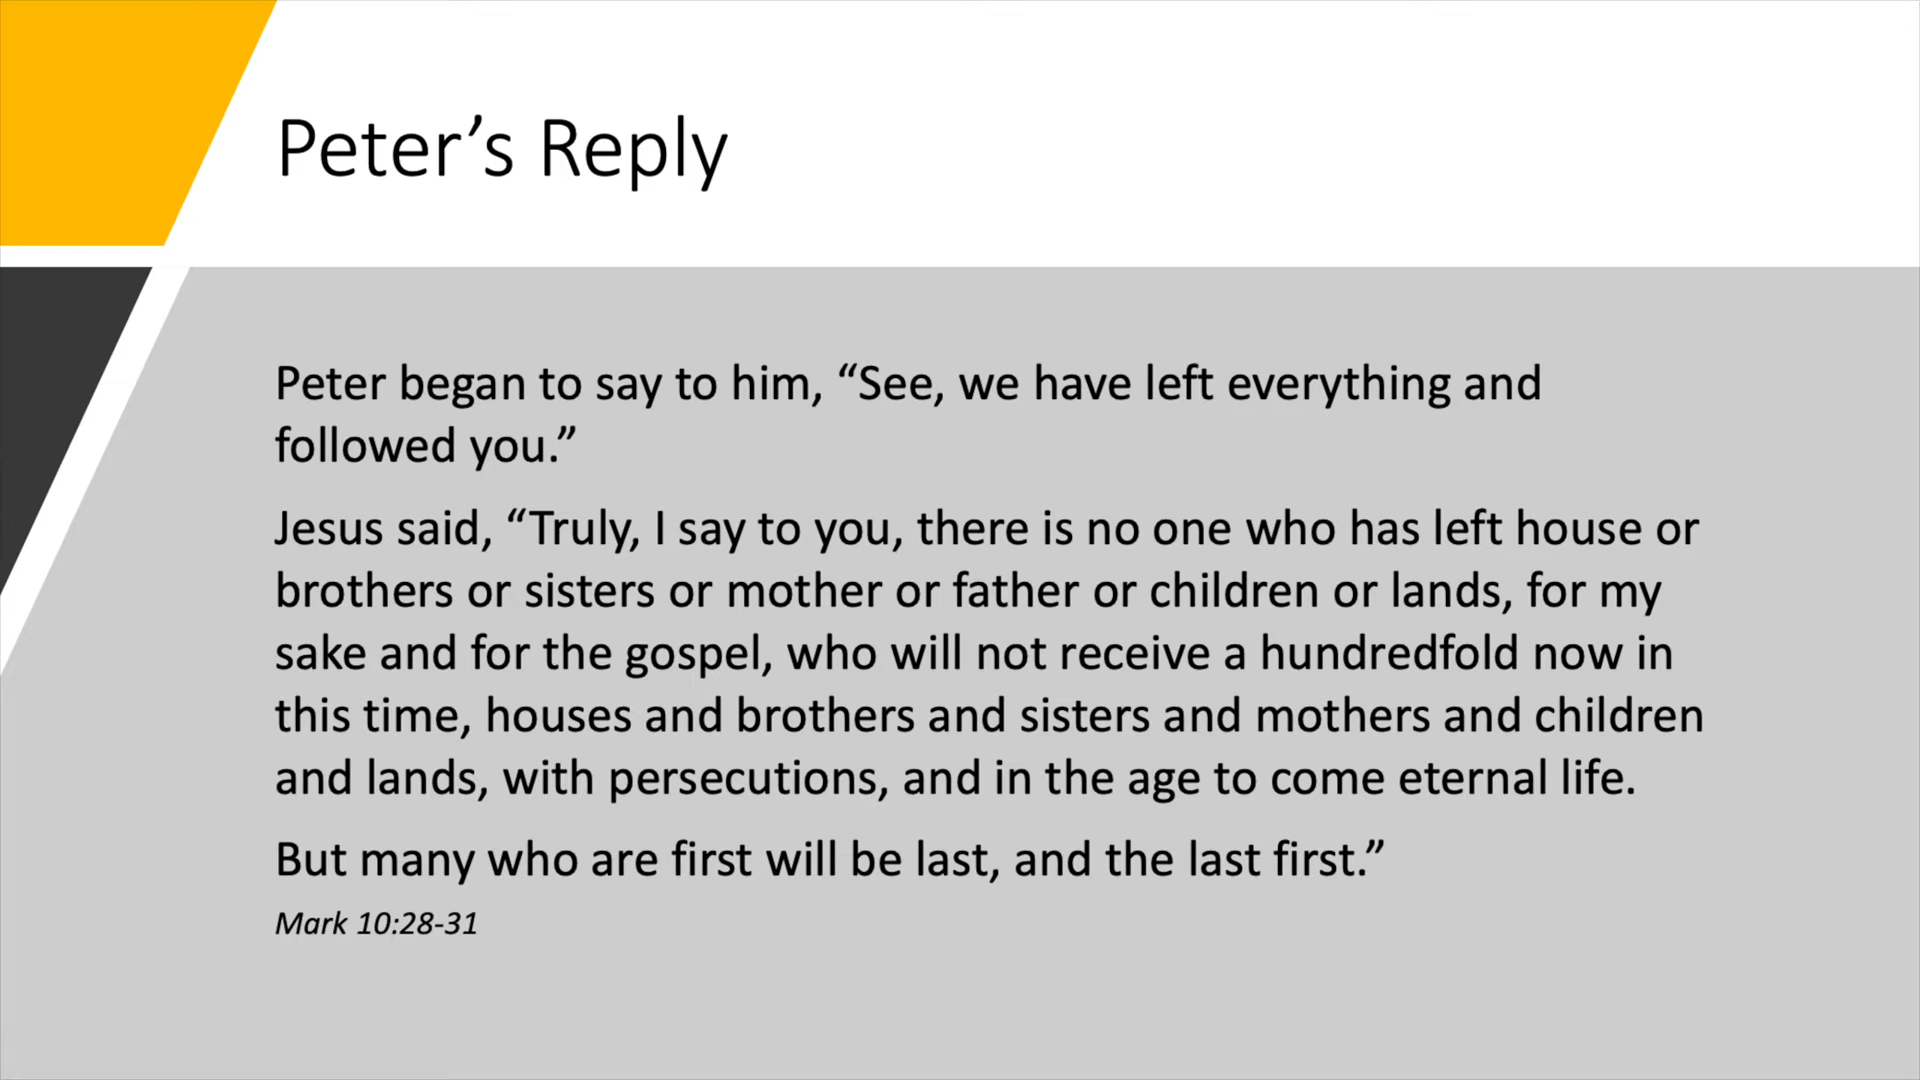 Peter’s Reply
Peter began to say to him, “See, we have left everything and
followed you.”
Jesus said, “Truly, I say to you, there is no one who has left house or
brothers or sisters or mother or father or children or lands, for my
sake and for the gospel, who will not receive a hundredfold now in
this time, houses and brothers and sisters and mothers and children
and lands, with persecutions, and in the age to come eternal life.
But many who are first will be last, and the last first.”
Mark 10:28-31